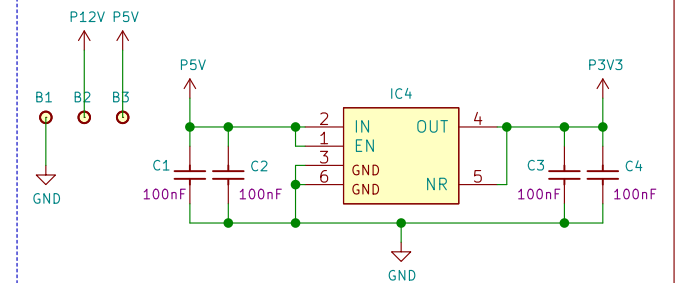 P12V P5V
P5V
P3V3
B1 B2 B3
IC4
2 IN OUT 4
1 EN
3 GND
6 GND NR 5
C1 C2 C3 C4
100nF 100nF 100nF 100nF
GND
GND